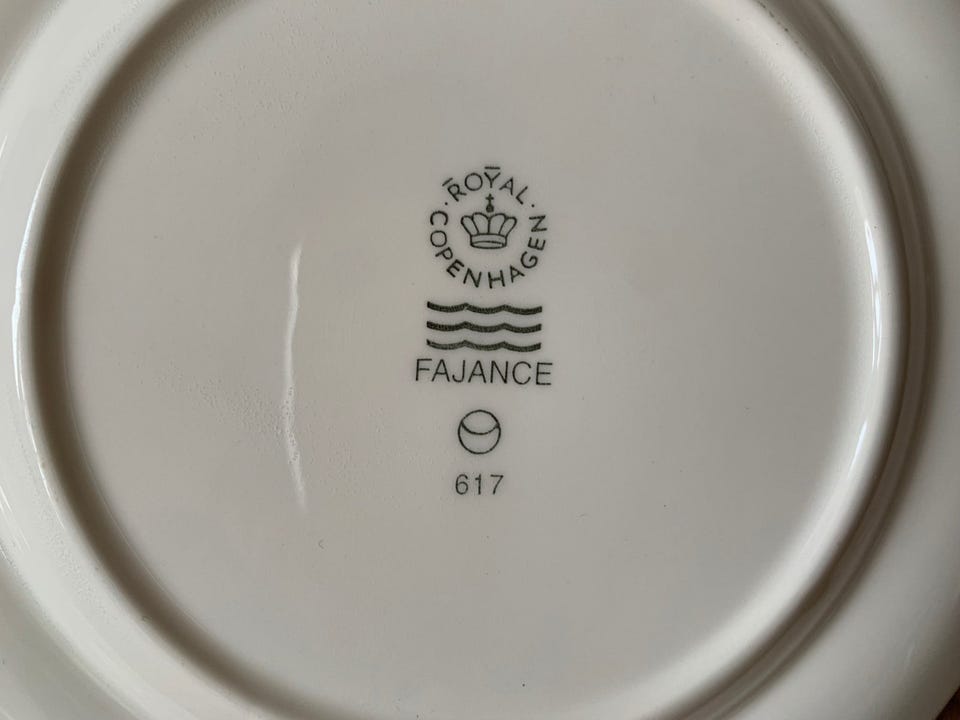 ROYAL
COPENHAGEN
FAJANCE
617